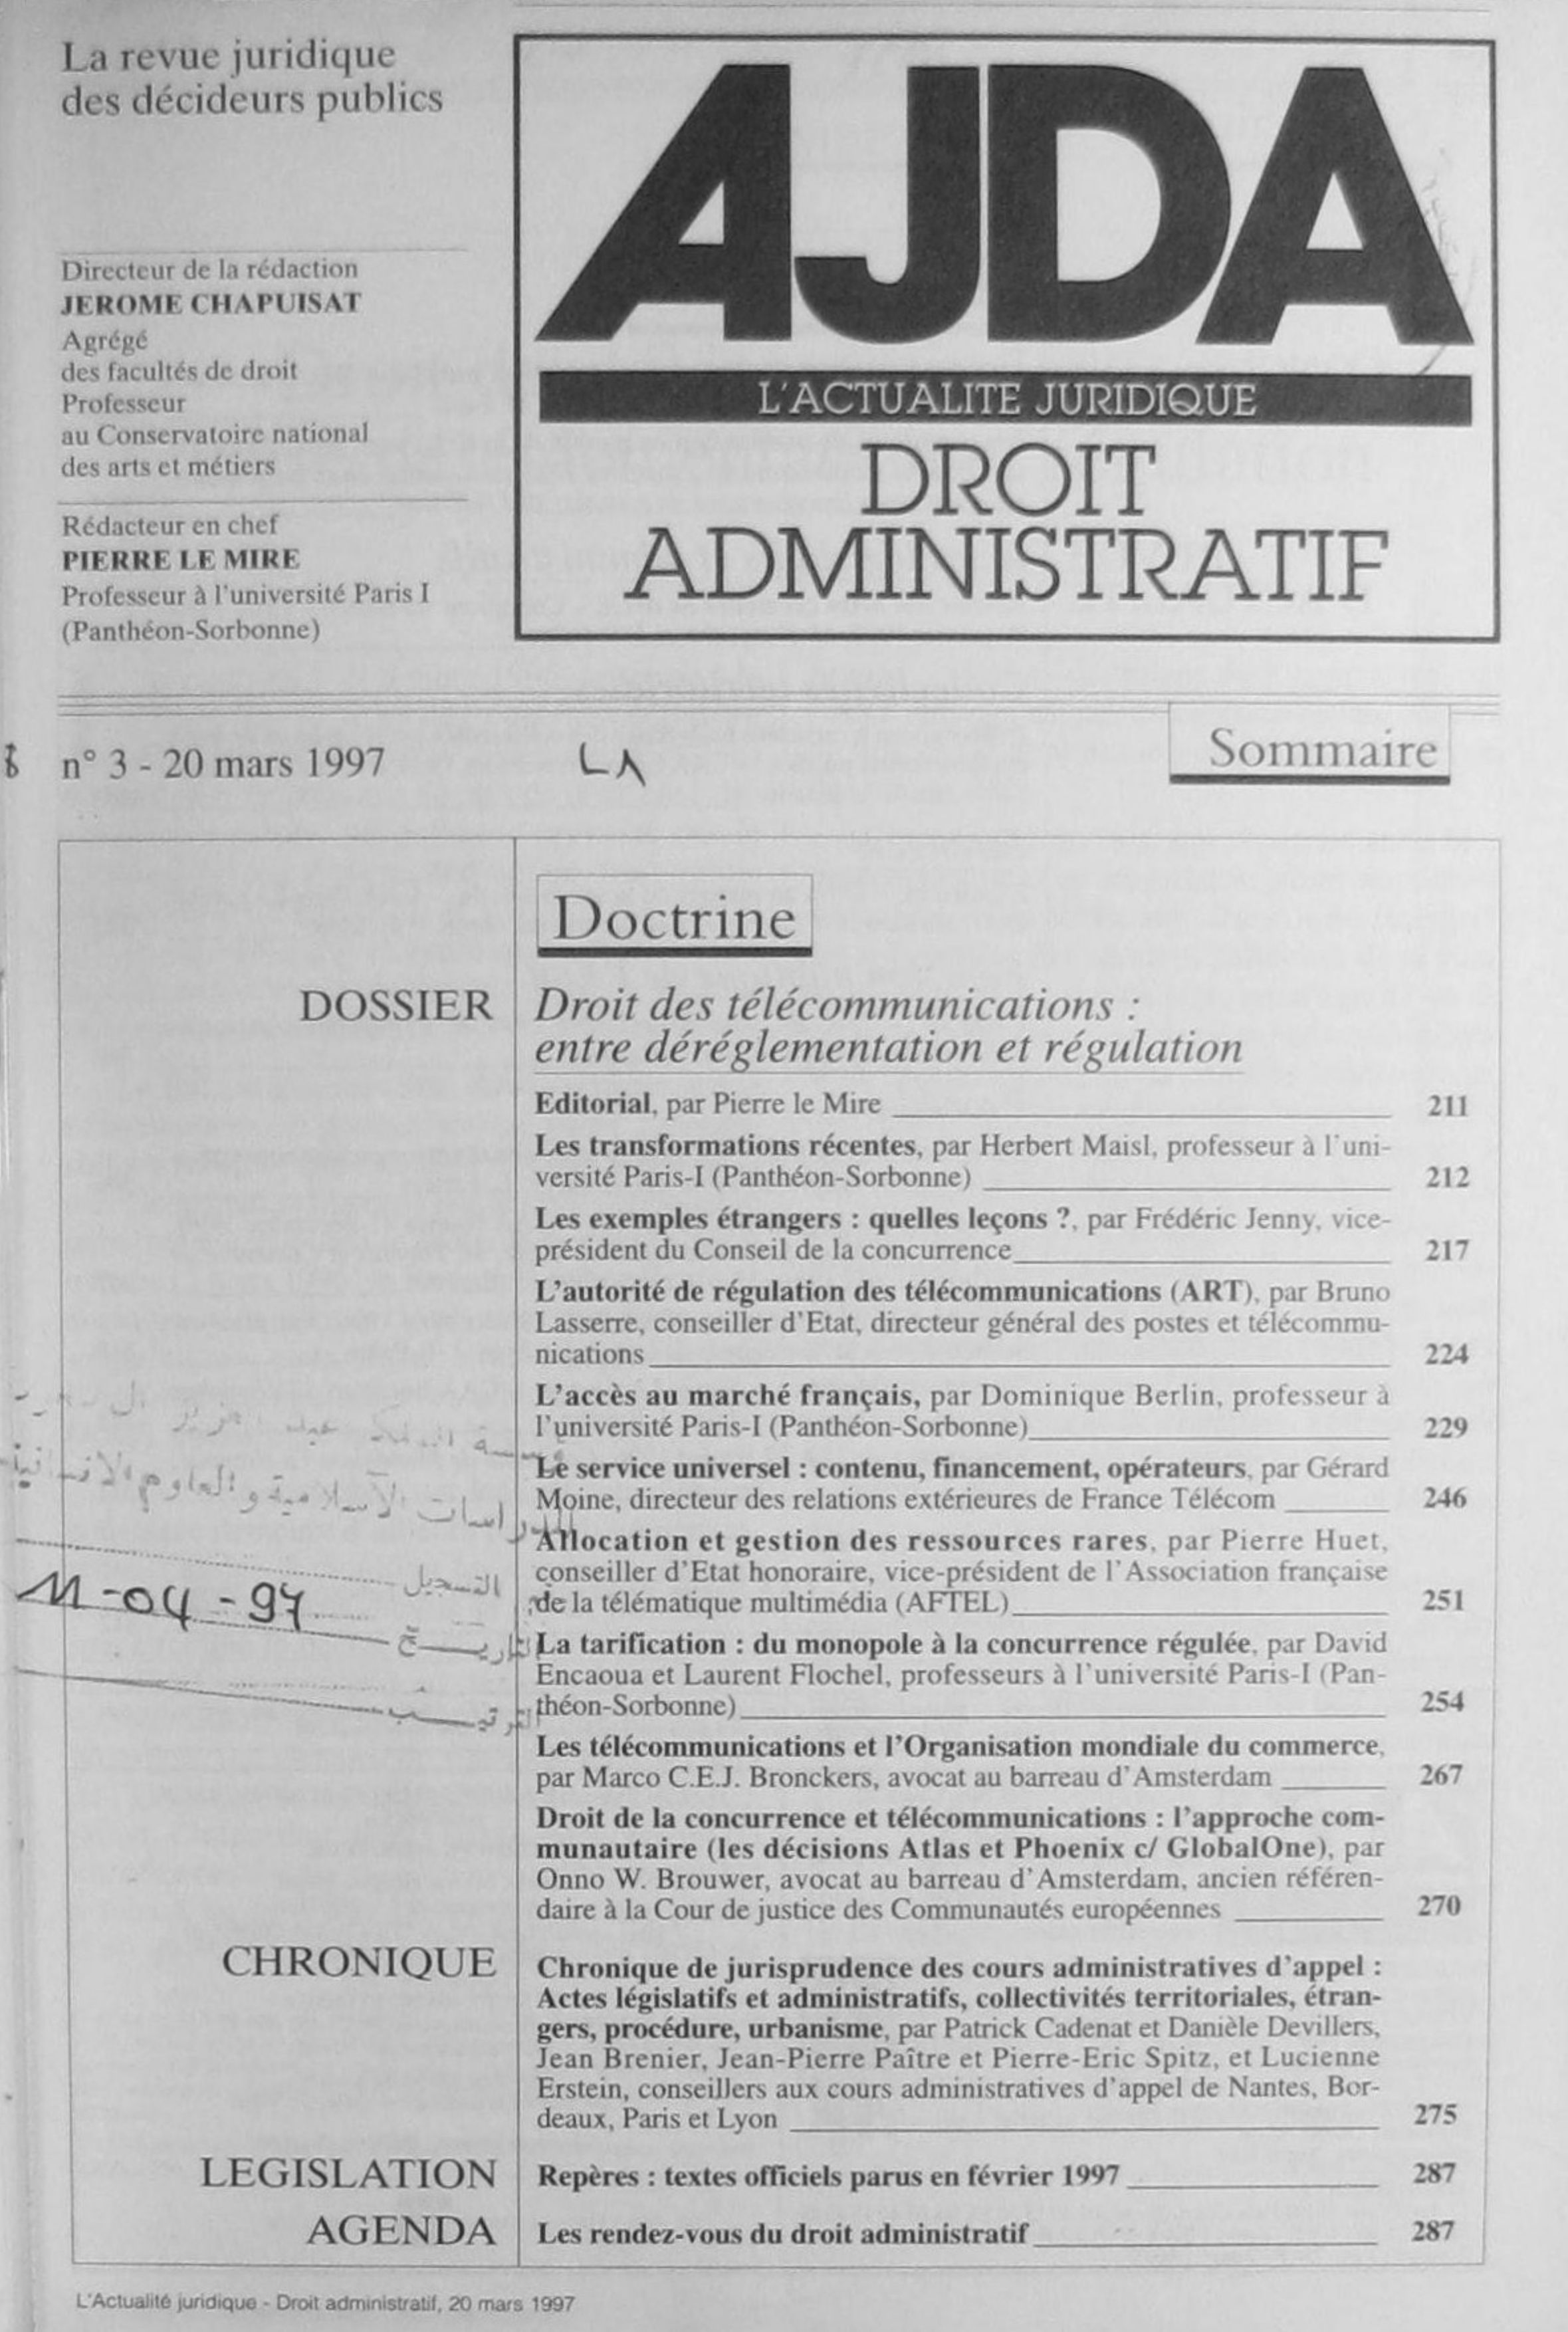 La revue juridique
des décideurs publics
Directeur de la rédaction
JEROME CHAPUISAT
Agrégé
des facultés de droit
Professeur
au Conservatoire national
des arts et métiers
Rédacteur en chef
PIERRE LE MIRE
Professeur à l'université Paris I
(Panthéon-Sorbonne)
AJDA
L'ACTUALITE JURIDIQUE
DROIT
ADMINISTRATIF
n° 3 - 20 mars 1997
Sommaire
Doctrine
DOSSIER
Droit des télécommunications :
entre déréglementation et régulation
Editorial, par Pierre le Mire 211
Les transformations récentes, par Herbert Maisl, professeur à l'uni-
versité Paris-I (Panthéon-Sorbonne) 212
Les exemples étrangers : quelles leçons ?, par Frédéric Jenny, vice-
président du Conseil de la concurrence 217
L'autorité de régulation des télécommunications (ART), par Bruno
Lasserre, conseiller d'Etat, directeur général des postes et télécommu-
nications 224
L'accès au marché français, par Dominique Berlin, professeur à
l'université Paris-I (Panthéon-Sorbonne) 229
Le service universel : contenu, financement, opérateurs, par Gérard
Moine, directeur des relations extérieures de France Télécom 246
Allocation et gestion des ressources rares, par Pierre Huet,
conseiller d'Etat honoraire, vice-président de l'Association française
de la télématique multimédia (AFTEL) 251
La tarification : du monopole à la concurrence régulée, par David
Encaoua et Laurent Flochel, professeurs à l'université Paris-I (Pan-
théon-Sorbonne) 254
Les télécommunications et l'Organisation mondiale du commerce,
par Marco C.E.J. Bronckers, avocat au barreau d'Amsterdam 267
Droit de la concurrence et télécommunications : l'approche com-
munautaire (les décisions Atlas et Phoenix c/ GlobalOne), par
Onno W. Brouwer, avocat au barreau d'Amsterdam, ancien référen-
daire à la Cour de justice des Communautés européennes 270
التسجيل
11-04-97
التاريخ
الترتيب
CHRONIQUE
Chronique de jurisprudence des cours administratives d'appel :
Actes législatifs et administratifs, collectivités territoriales, étran-
gers, procédure, urbanisme, par Patrick Cadenat et Danièle Devillers,
Jean Brenier, Jean-Pierre Paître et Pierre-Eric Spitz, et Lucienne
Erstein, conseillers aux cours administratives d'appel de Nantes, Bor-
deaux, Paris et Lyon 275
LEGISLATION
Repères : textes officiels parus en février 1997 287
AGENDA
Les rendez-vous du droit administratif 287
L'Actualité juridique - Droit administratif, 20 mars 1997